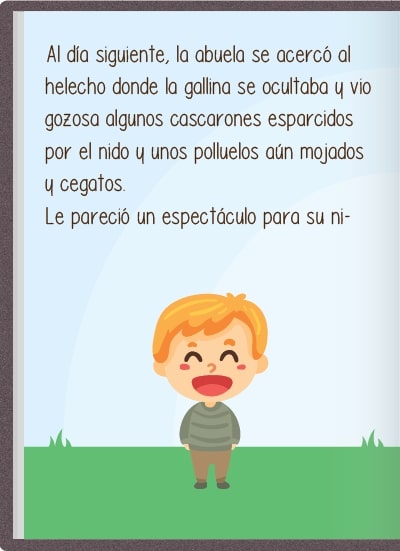 Al día siguiente, la abuela se acercó al
helecho donde la gallina se ocultaba y vio
gozosa algunos cascarones esparcidos
por el nido y unos polluelos aún mojados
y cegatos.
Le pareció un espectáculo para su ni-